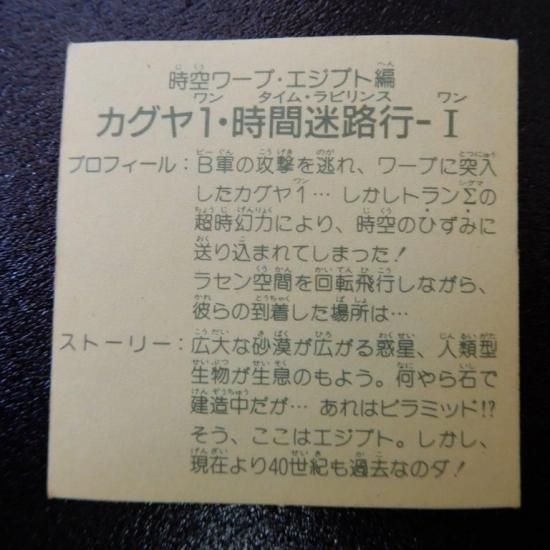 時空ワープ・エジプト編
カグヤ1・時間迷路行-I
プロフィール：B軍の攻撃を逃れ、ワープに突入
したカグヤ1… しかしトランΣの
超時幻力により、時空のひずみに
送り込まれてしまった！
ラセン空間を回転飛行しながら、
彼らの到着した場所は…
ストーリー：広大な砂漠が広がる惑星、人類型
生物が生息のもよう。何やら石で
建造中だが… あれはピラミッド!?
そう、ここはエジプト。しかし、
現在より40世紀も過去なのダ！